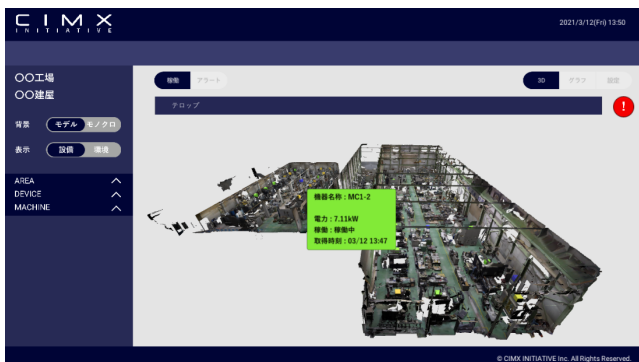 CIMX
INITIATIVE
2021/3/12(Fri) 13:50
〇〇工場
〇〇建屋
稼働 アラート
3D グラフ 履歴
テロップ
!
背景 モデル モノクロ
表示 設備 環境
AREA
DEVICE
MACHINE
機器名称 : MC1-2
電力 : 7.11kW
稼働 : 稼働中
取得時刻 : 03/12 13:47
© CIMX INITIATIVE Inc. All Rights Reserved.